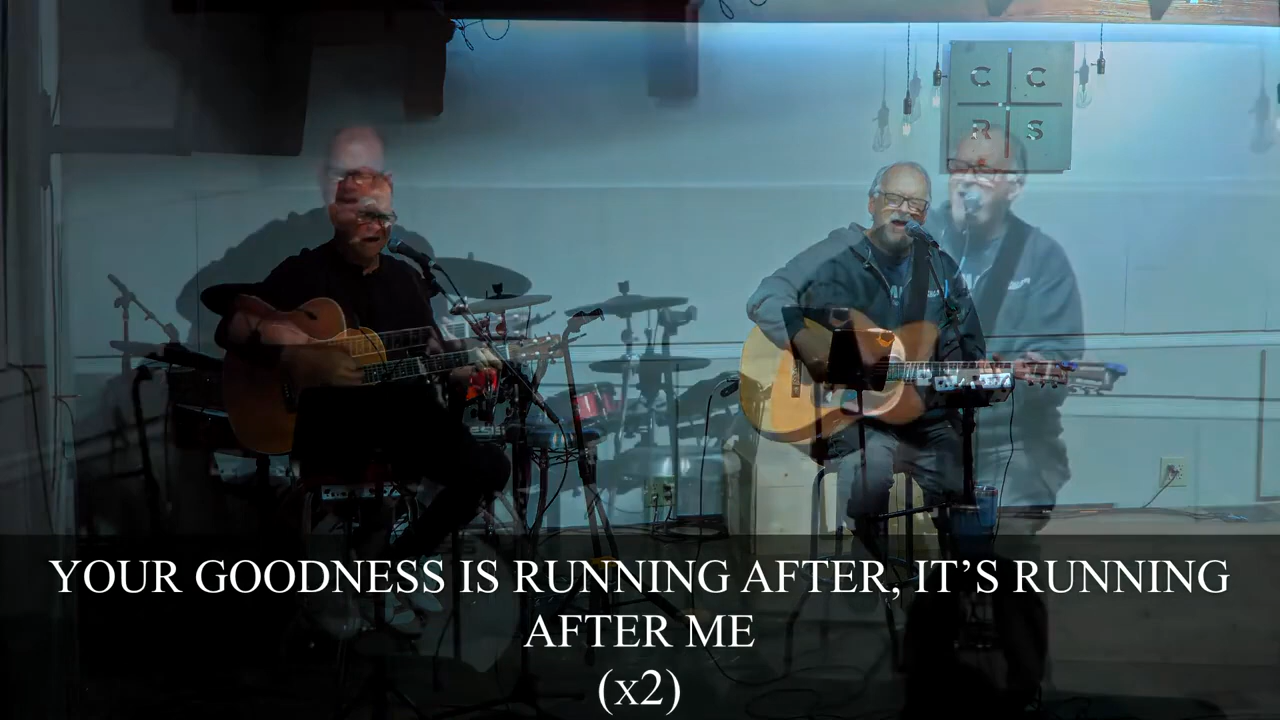 C C
R S
YOUR GOODNESS IS RUNNING AFTER, IT’S RUNNING
AFTER ME
(x2)